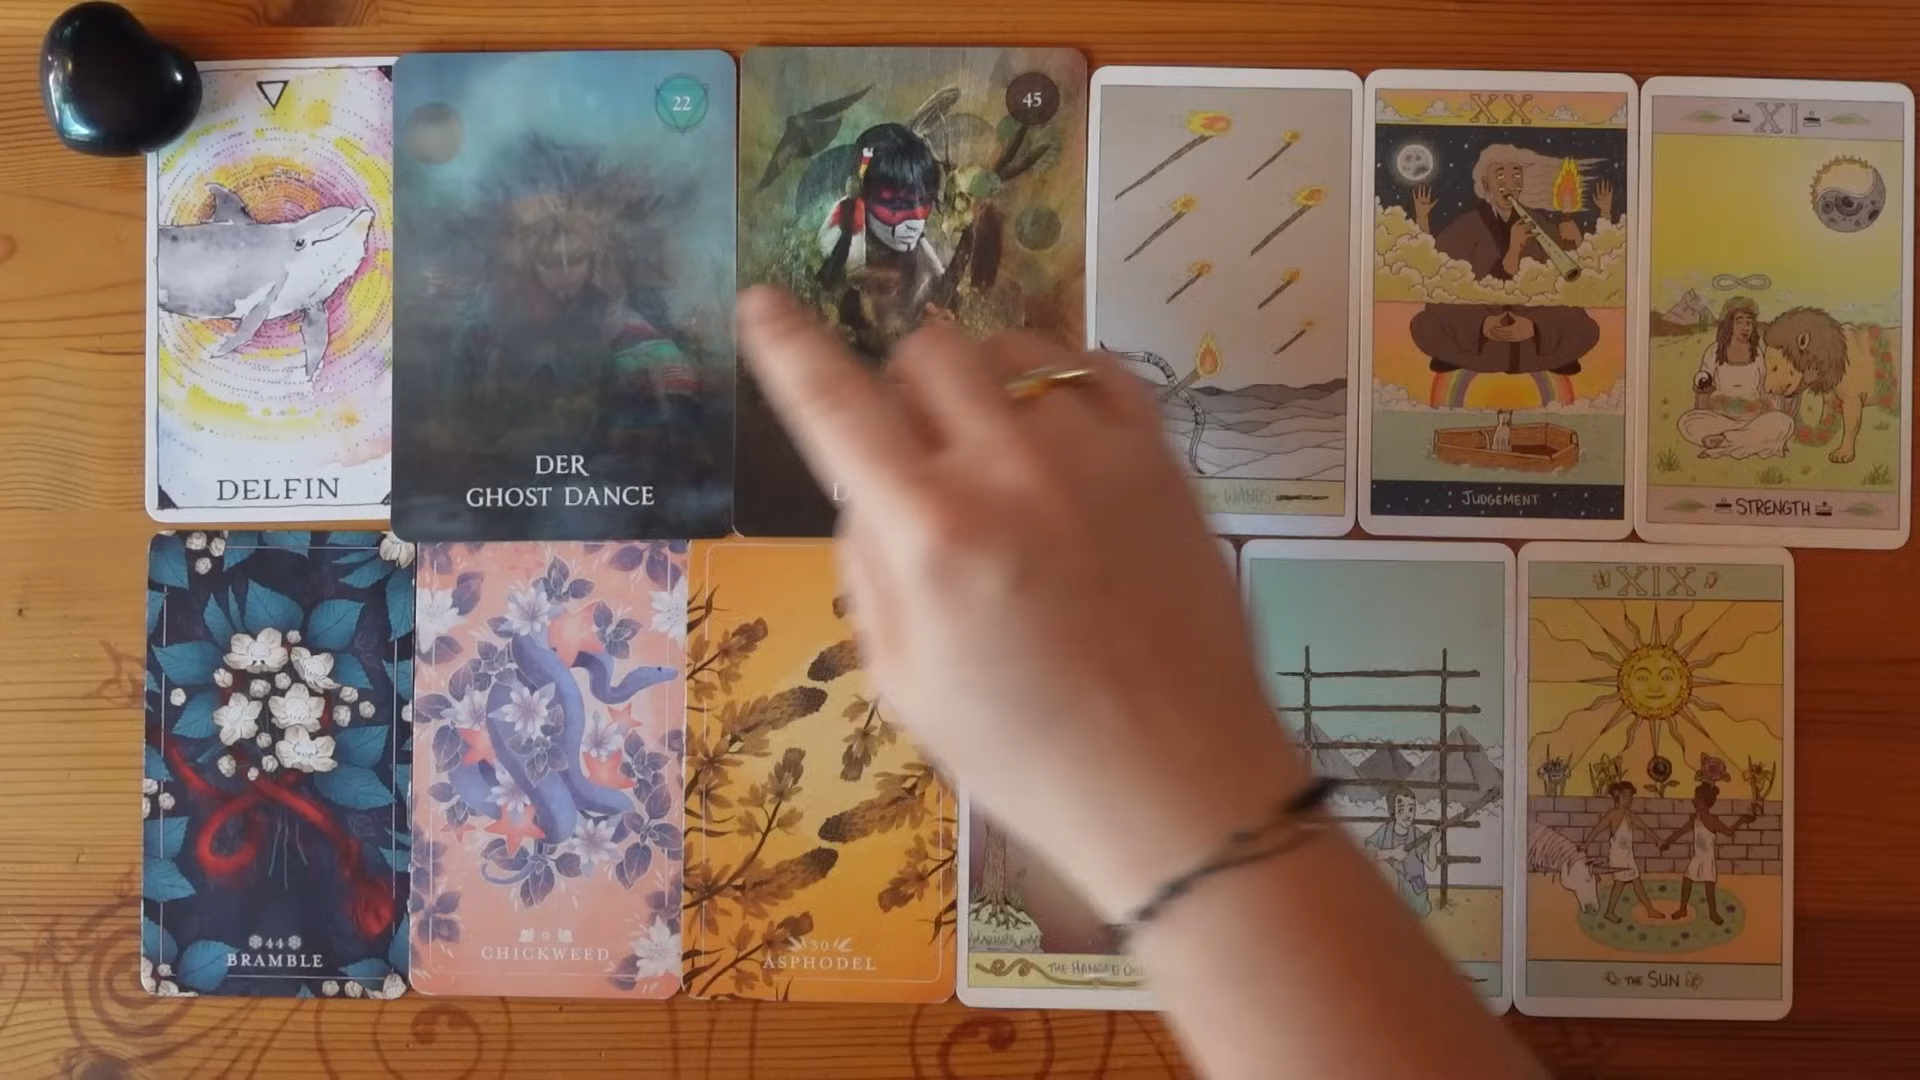 22
45
XX
XI
DELFIN
DER
GHOST DANCE
D
WANDS
JUDGEMENT
STRENGTH
XIX
44
BRAMBLE
9
CHICKWEED
30
ASPHODEL
THE HANGED O
THE SUN